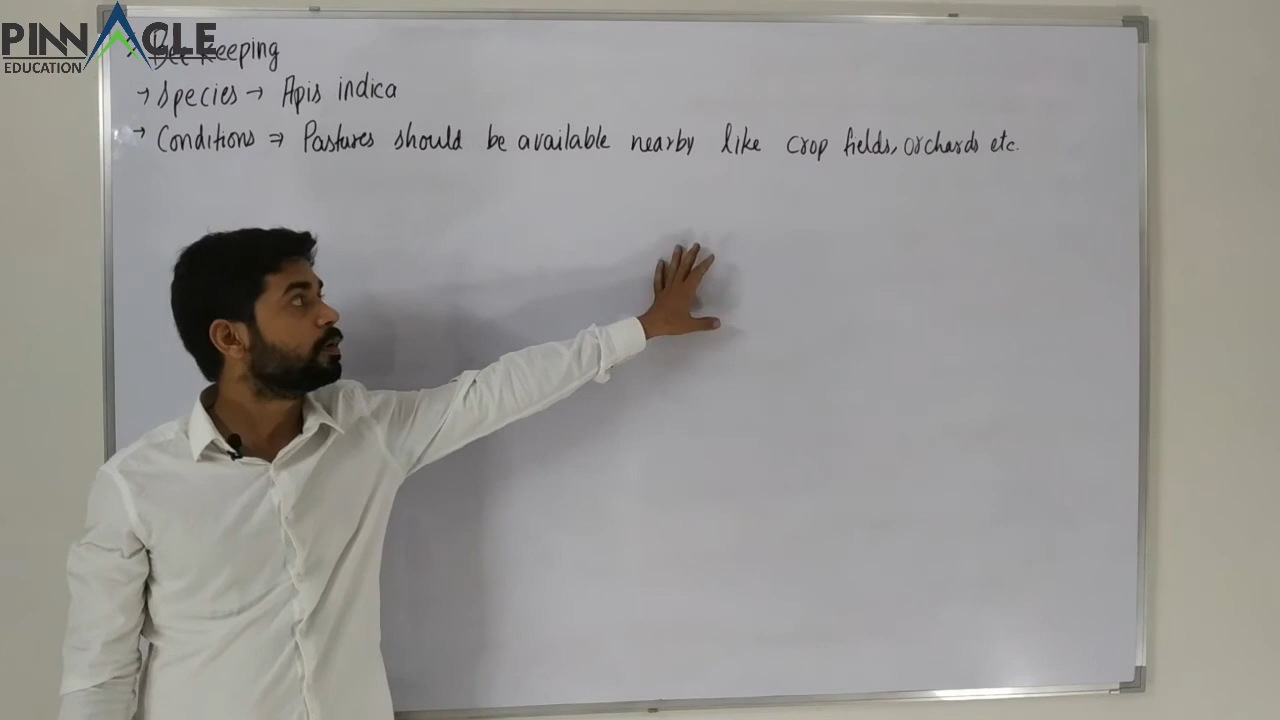 PINNACLE
EDUCATION
Bee Keeping
→ Species → Apis indica
→ Conditions ⇒ Pastures should be available nearby like crop fields, orchards etc.